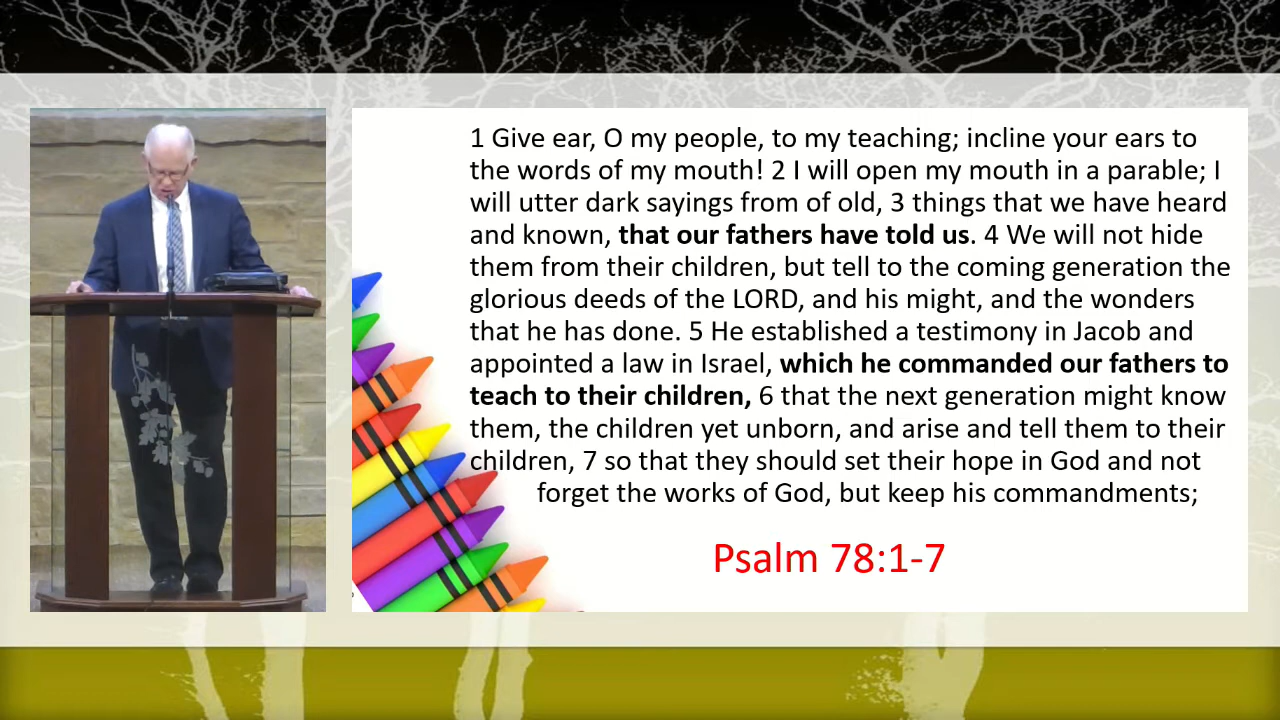 1 Give ear, O my people, to my teaching; incline your ears to
the words of my mouth! 2 I will open my mouth in a parable; I
will utter dark sayings from of old, 3 things that we have heard
and known, that our fathers have told us. 4 We will not hide
them from their children, but tell to the coming generation the
glorious deeds of the LORD, and his might, and the wonders
that he has done. 5 He established a testimony in Jacob and
appointed a law in Israel, which he commanded our fathers to
teach to their children, 6 that the next generation might know
them, the children yet unborn, and arise and tell them to their
children, 7 so that they should set their hope in God and not
forget the works of God, but keep his commandments;
Psalm 78:1-7